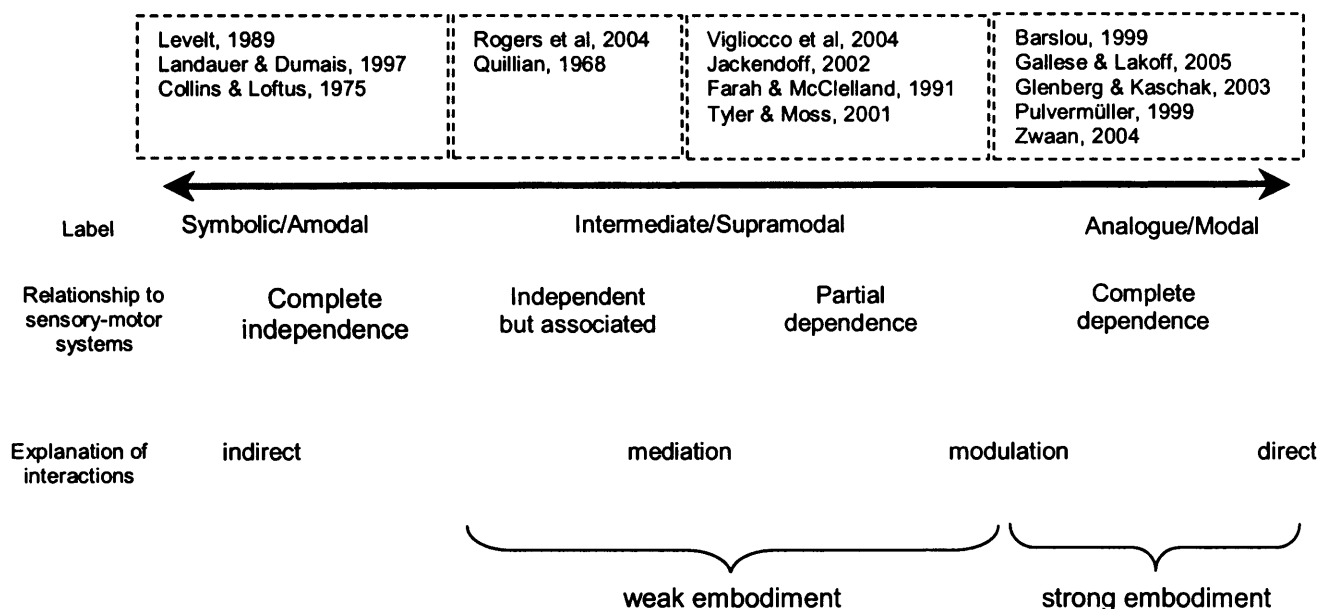 Levelt, 1989
Landauer & Dumais, 1997
Collins & Loftus, 1975
Rogers et al, 2004
Quillian, 1968
Vigliocco et al, 2004
Jackendoff, 2002
Farah & McClelland, 1991
Tyler & Moss, 2001
Barslou, 1999
Gallese & Lakoff, 2005
Glenberg & Kaschak, 2003
Pulvermüller, 1999
Zwaan, 2004
Label
Symbolic/Amodal
Intermediate/Supramodal
Analogue/Modal
Relationship to
sensory-motor
systems
Complete
independence
Independent
but associated
Partial
dependence
Complete
dependence
Explanation of
interactions
indirect
mediation
modulation
direct
weak embodiment
strong embodiment